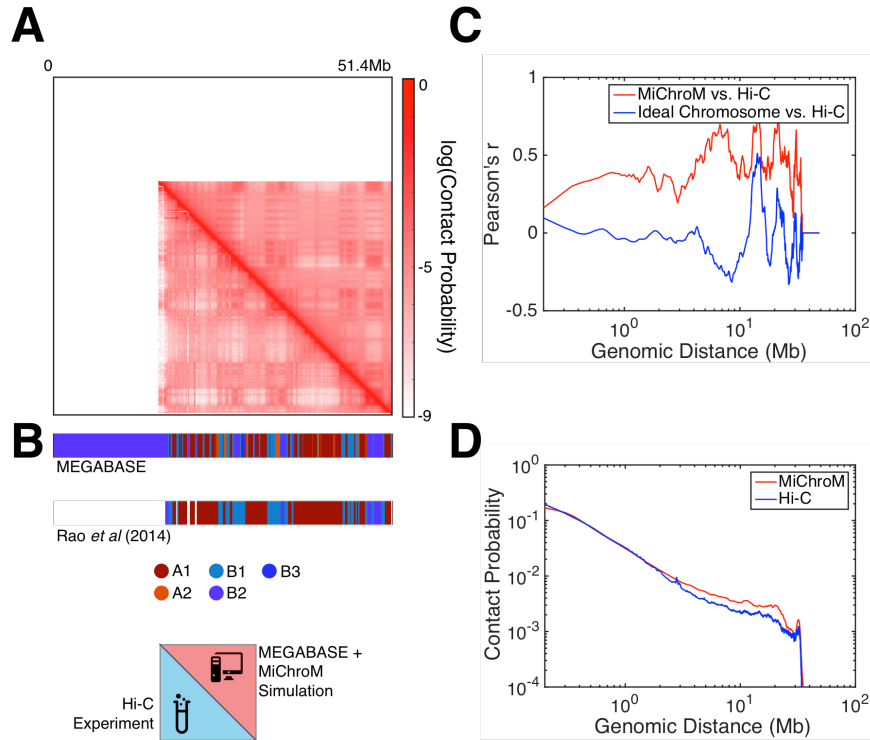 A
0
51.4Mb
0
-5
-9
log(Contact Probability)
B
MEGABASE
Rao et al (2014)
A1
B1
B3
A2
B2
Hi-C
Experiment
MEGABASE +
MiChroM
Simulation
C
1
0.5
0
-0.5
Pearson's r
MiChroM vs. Hi-C
Ideal Chromosome vs. Hi-C
10^0
10^1
10^2
Genomic Distance (Mb)
D
10^0
10^-1
10^-2
10^-3
10^-4
Contact Probability
MiChroM
Hi-C
10^0
10^1
10^2
Genomic Distance (Mb)